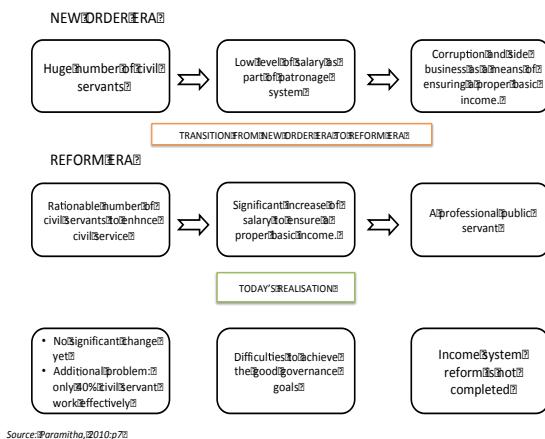 NEW ORDER ERA
Huge number of civil
servants
Low level of salary as
part of patronage
system
Corruption and side
business as a means of
ensuring a proper basic
income.
TRANSITION FROM NEW ORDER ERA TO REFORM ERA
REFORM ERA
Rationable number of
civil servants to enhnce
civil service
Significant increase of
salary to ensure a
proper basic income.
A professional public
servant
TODAY'S REALISATION
• No significant change
yet
• Additional problem:
only 40% civil servant
work effectively
Difficulties to achieve
the good governance
goals
Income system
reform is not
completed
Source: Paramitha, 2010:p7